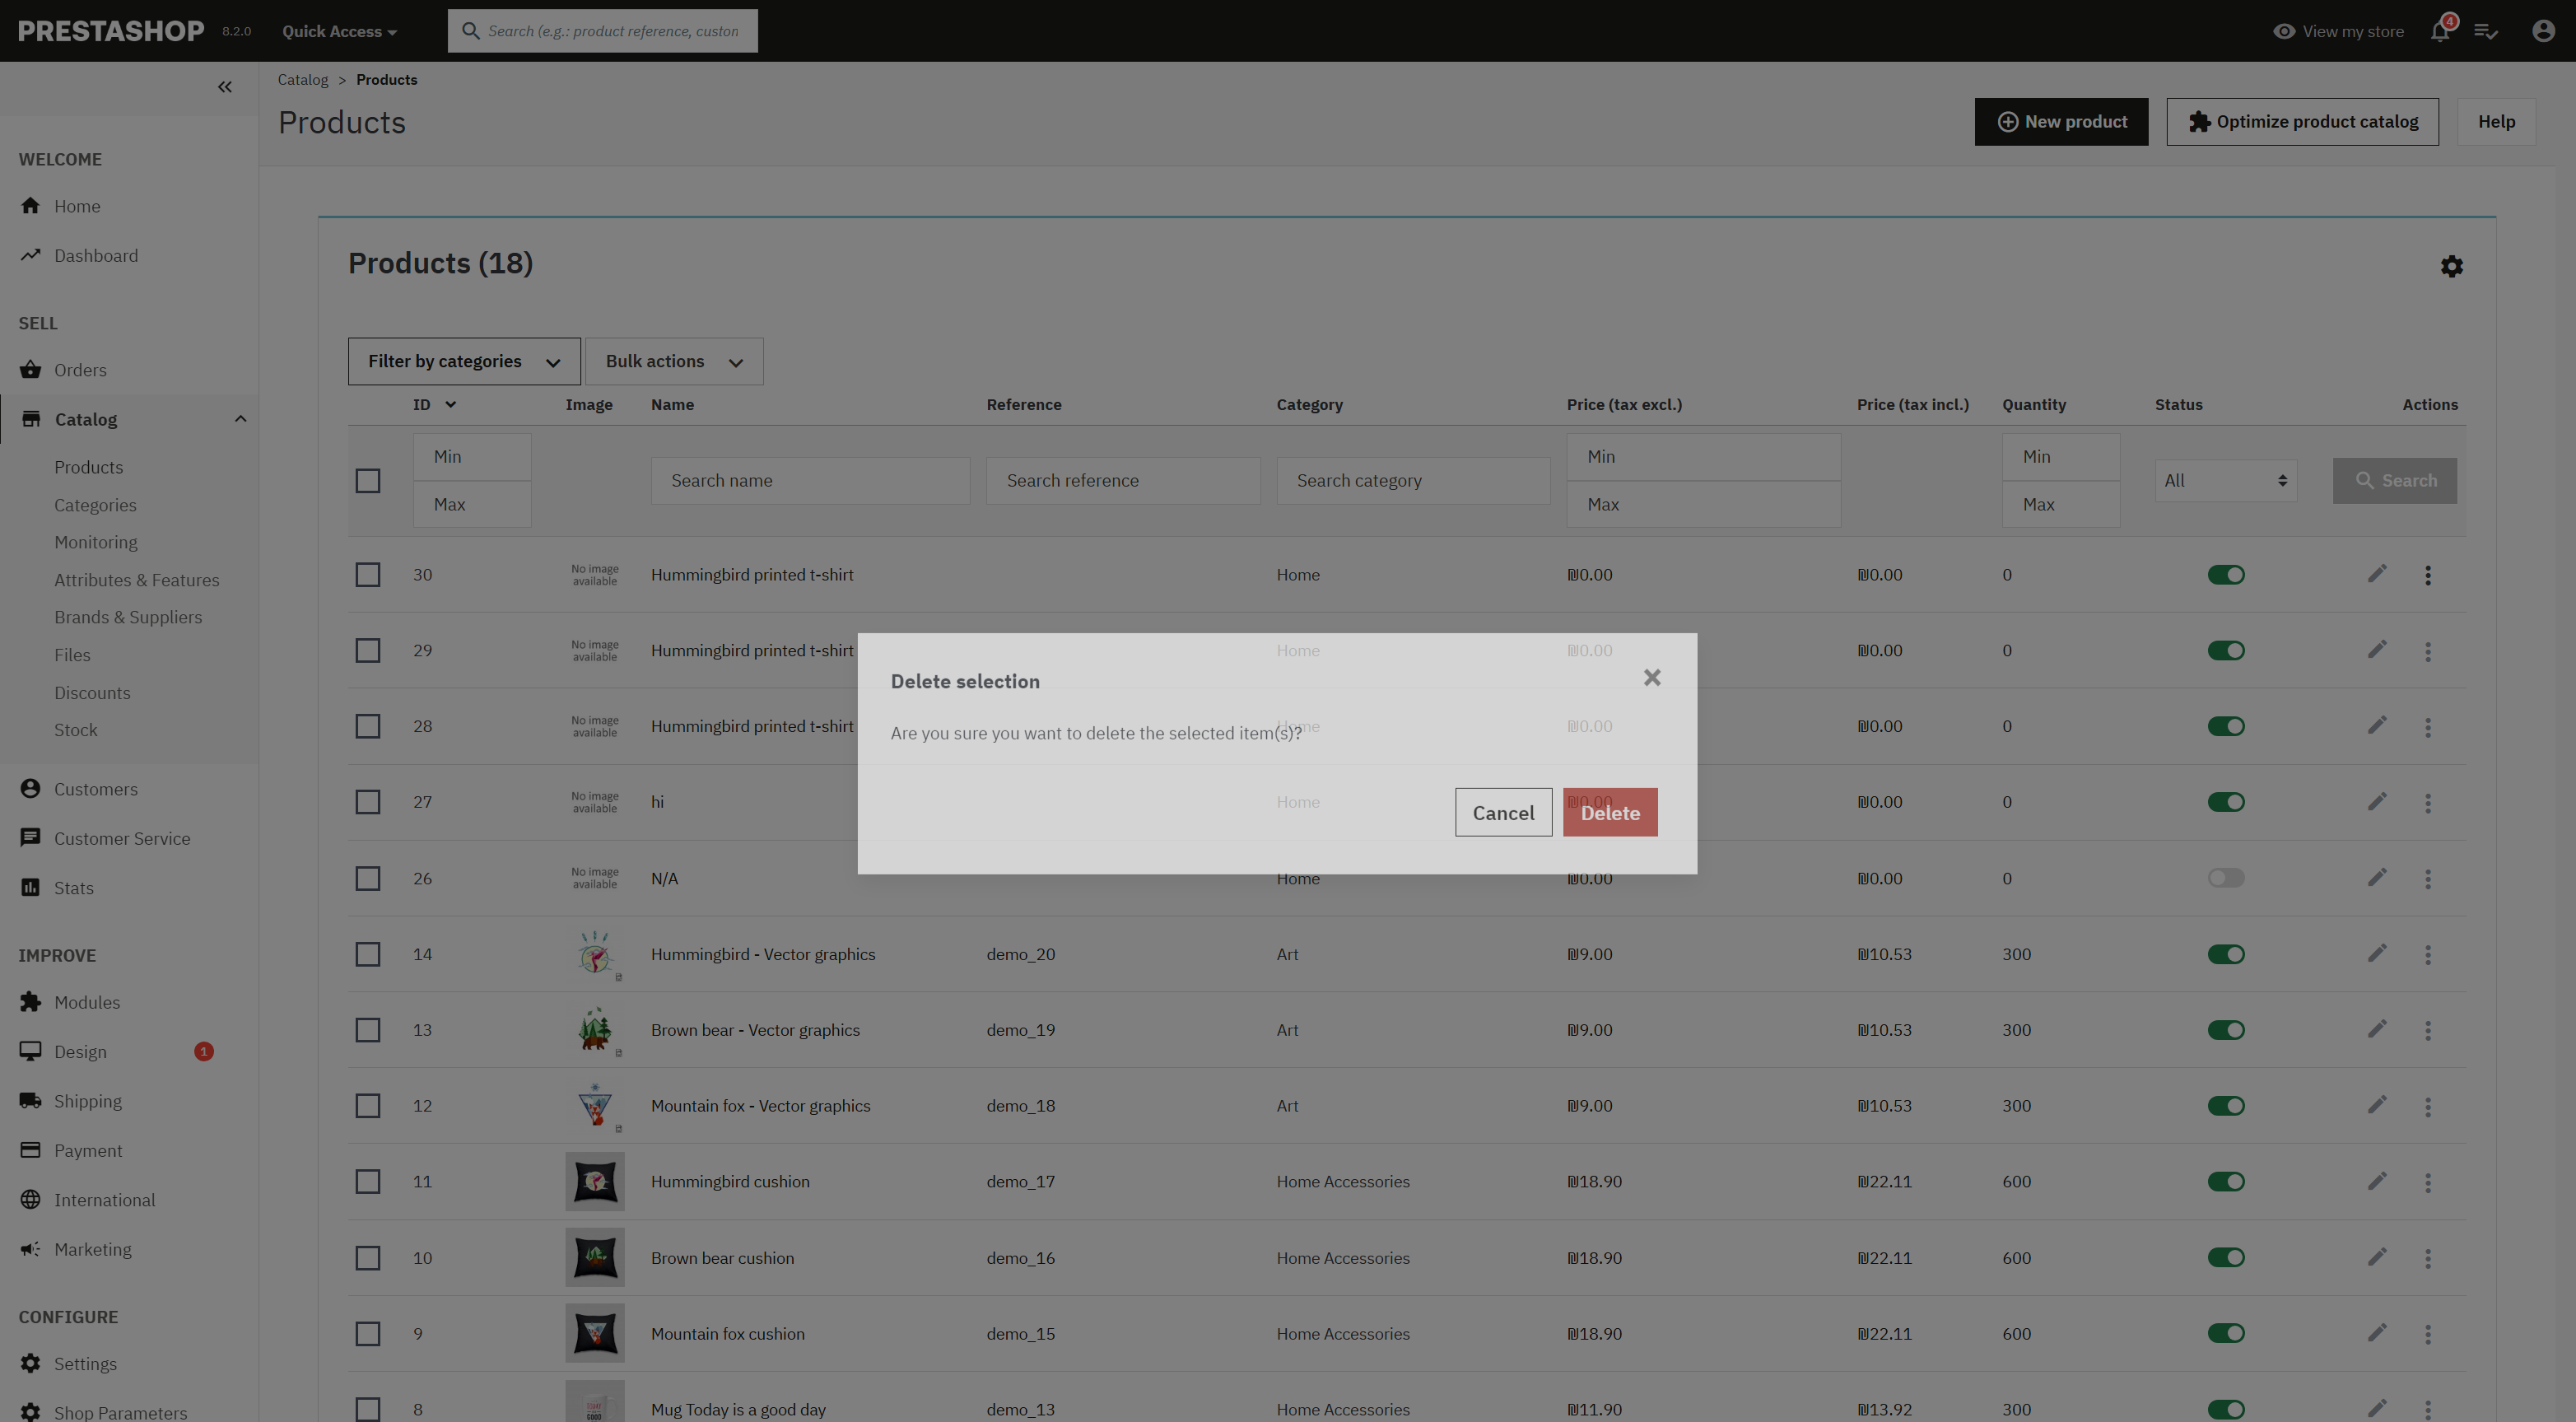 PRESTASHOP 8.2.0 Quick Access Search (e.g.: product reference, custon View my store 4
Catalog > Products
Products
New product Optimize product catalog Help
WELCOME
Home
Dashboard
SELL
Orders
Catalog
Products
Categories
Monitoring
Attributes & Features
Brands & Suppliers
Files
Discounts
Stock
Customers
Customer Service
Stats
IMPROVE
Modules
Design 1
Shipping
Payment
International
Marketing
CONFIGURE
Settings
Shop Parameters
Products (18)
Filter by categories Bulk actions
ID Image Name Reference Category Price (tax excl.) Price (tax incl.) Quantity Status Actions
Min Min Min
Search name Search reference Search category All Search
Max Max Max
30 No image available Hummingbird printed t-shirt Home ₪0.00 ₪0.00 0
29 No image available Hummingbird printed t-shirt Home ₪0.00 ₪0.00 0
28 No image available Hummingbird printed t-shirt Home ₪0.00 ₪0.00 0
27 No image available hi Home ₪0.00 ₪0.00 0
26 No image available N/A Home ₪0.00 ₪0.00 0
14 Hummingbird - Vector graphics demo_20 Art ₪9.00 ₪10.53 300
13 Brown bear - Vector graphics demo_19 Art ₪9.00 ₪10.53 300
12 Mountain fox - Vector graphics demo_18 Art ₪9.00 ₪10.53 300
11 Hummingbird cushion demo_17 Home Accessories ₪18.90 ₪22.11 600
10 Brown bear cushion demo_16 Home Accessories ₪18.90 ₪22.11 600
9 Mountain fox cushion demo_15 Home Accessories ₪18.90 ₪22.11 600
8 Mug Today is a good day demo_13 Home Accessories ₪11.90 ₪13.92 300
Delete selection
Are you sure you want to delete the selected item(s)?
Cancel Delete